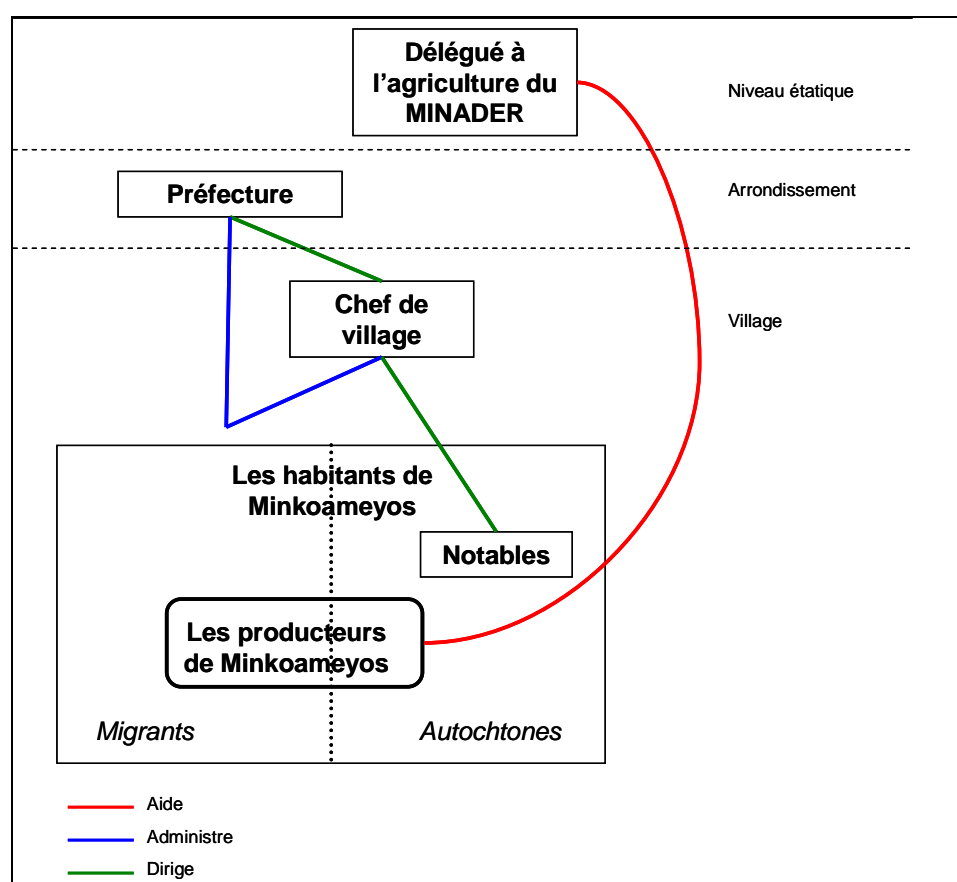 Délégué à
l’agriculture du
MINADER
Niveau étatique
Préfecture
Arrondissement
Chef de
village
Village
Les habitants de
Minkoameyos
Notables
Les producteurs
de Minkoameyos
Migrants
Autochtones
Aide
Administre
Dirige